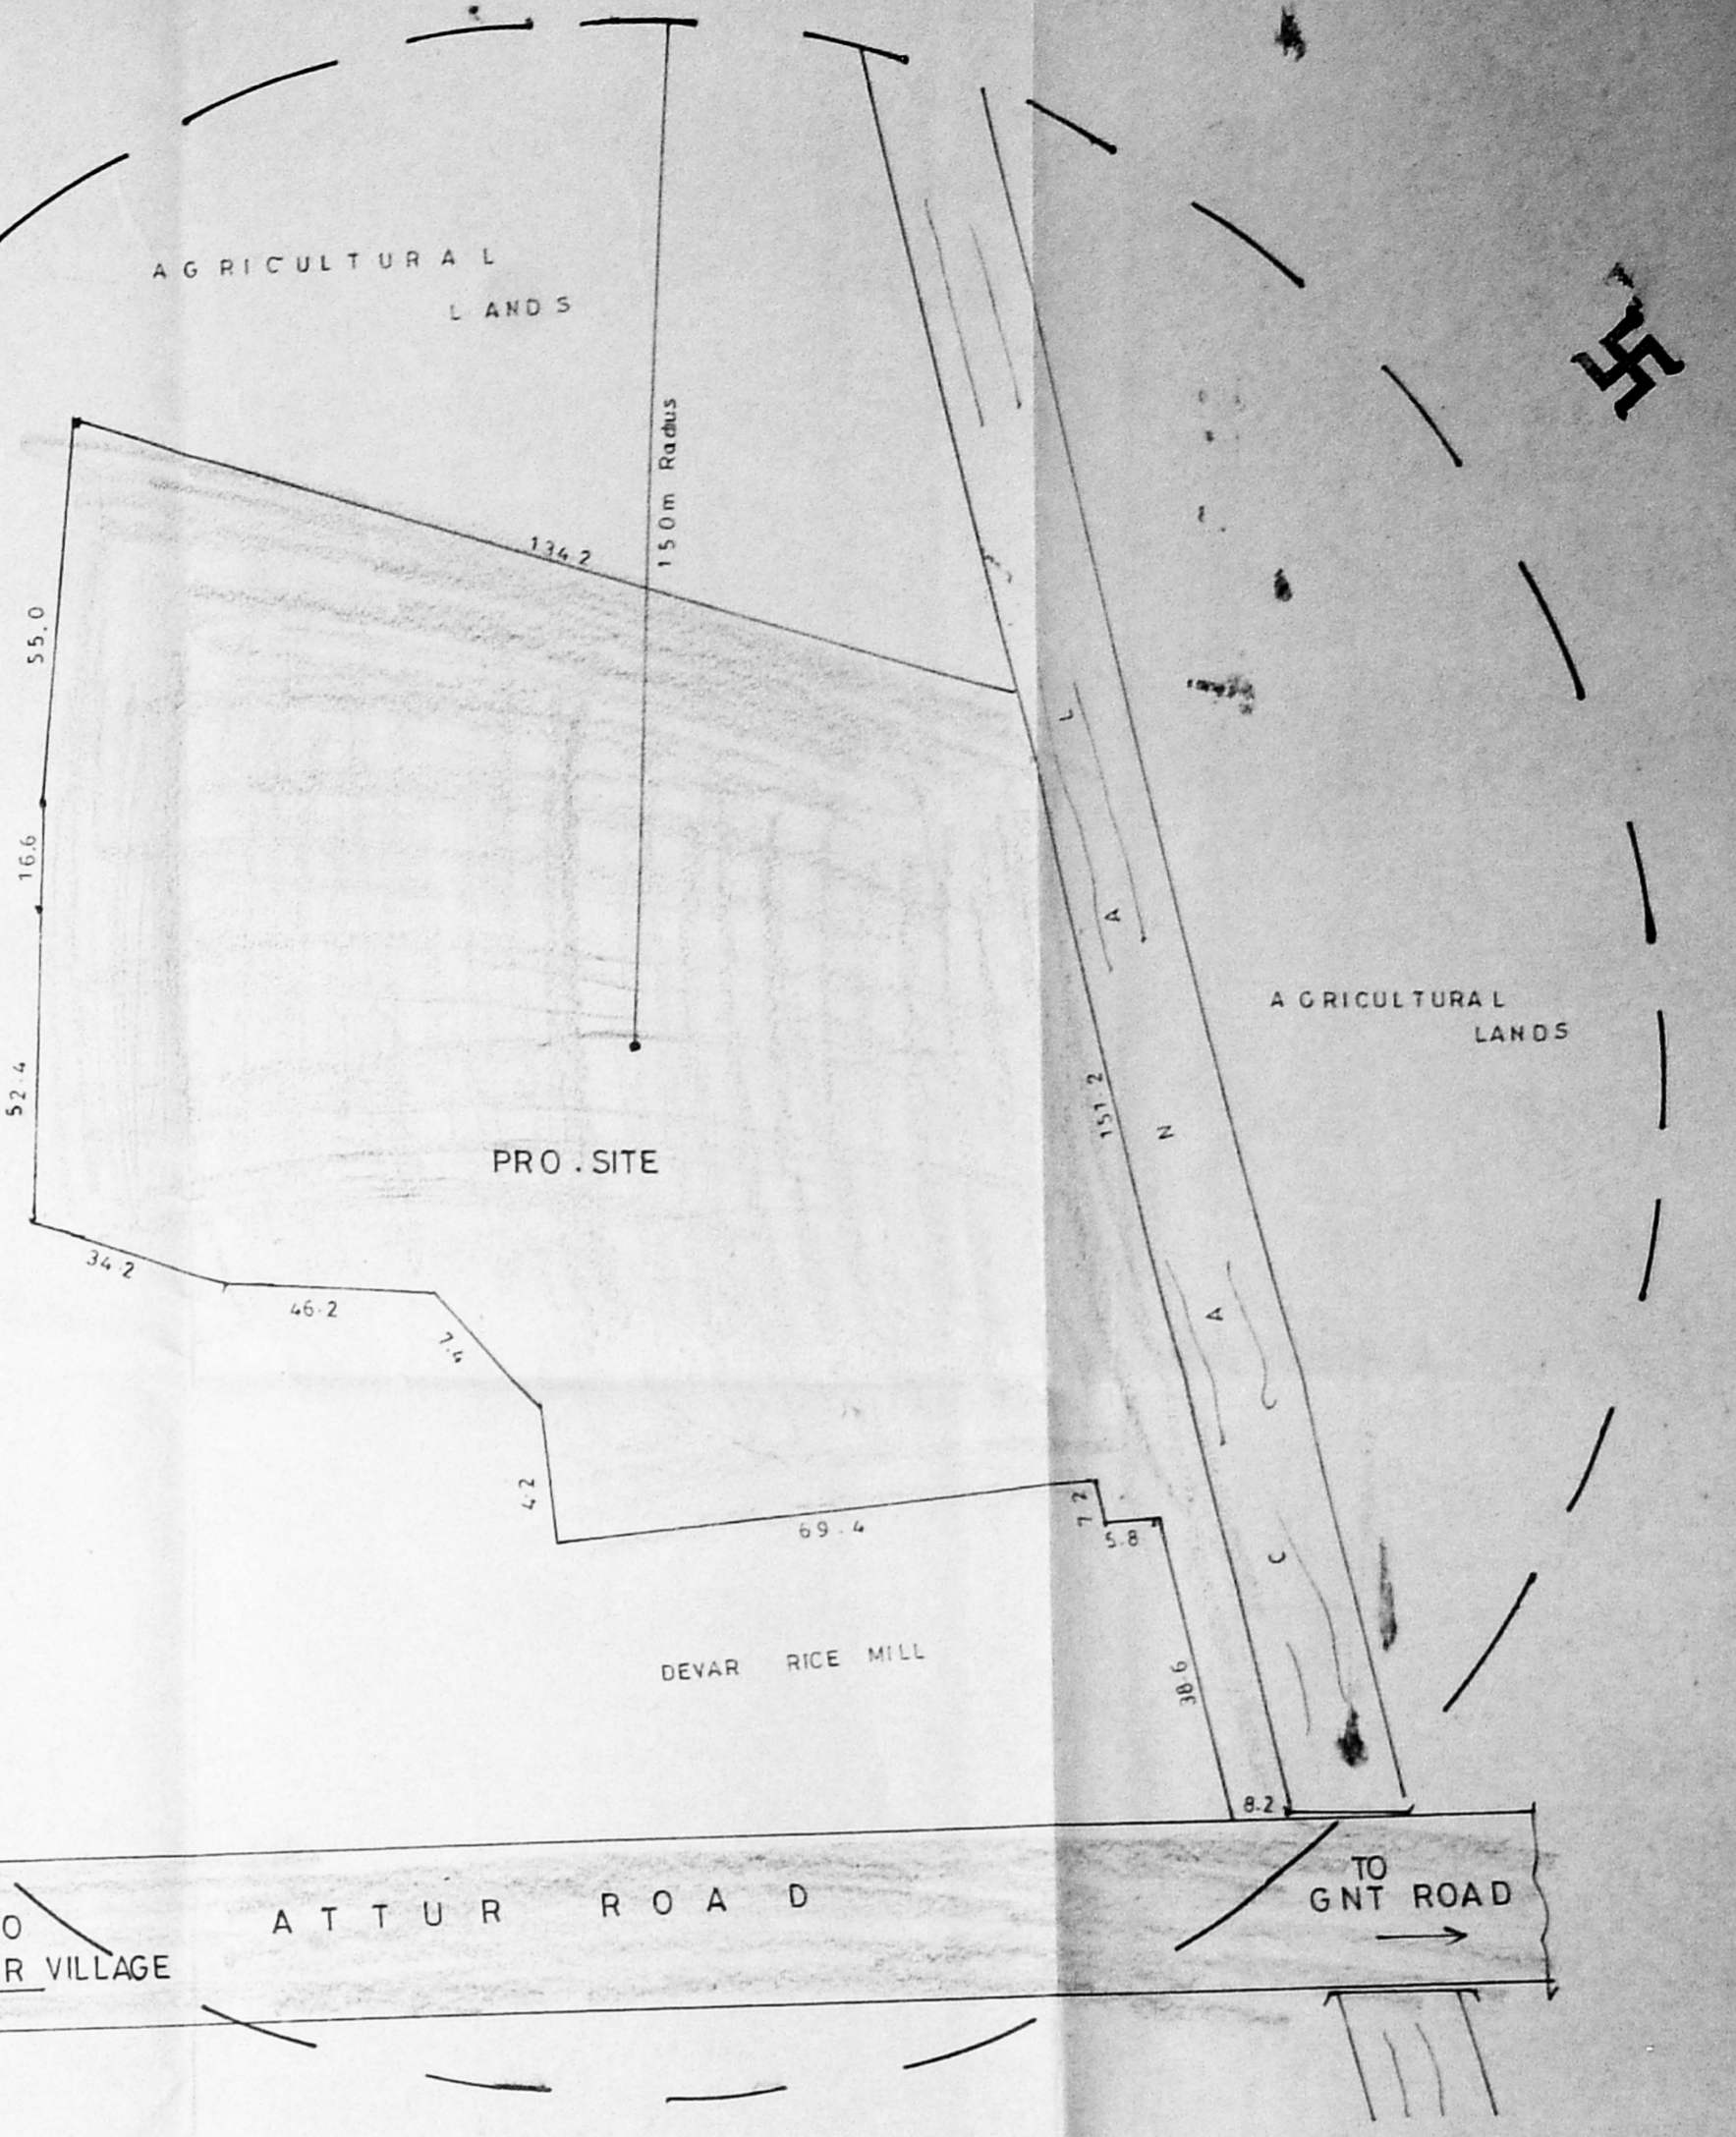 AGRICULTURAL
LANDS
150m Radius
134.2
55.0
16.6
52.4
CANAL
AGRICULTURAL
LANDS
157.2
PRO.SITE
34.2
46.2
7.4
4.2
69.4
7.2
5.8
38.6
DEVAR RICE MILL
8.2
ATTUR ROAD
TO
GNT ROAD
O
R VILLAGE